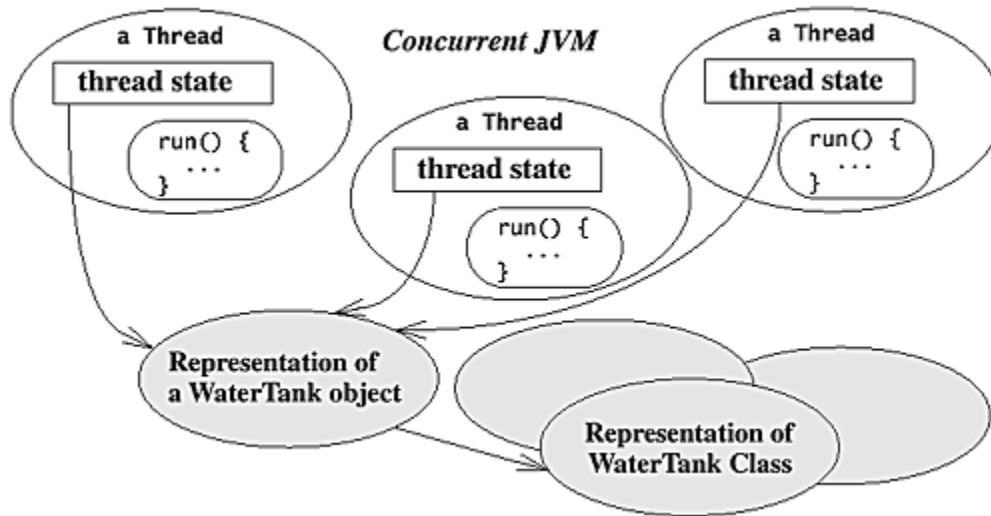 a Thread
thread state
run() {
...
}
Concurrent JVM
a Thread
thread state
run() {
...
}
a Thread
thread state
run() {
...
}
Representation of
a WaterTank object
Representation of
WaterTank Class